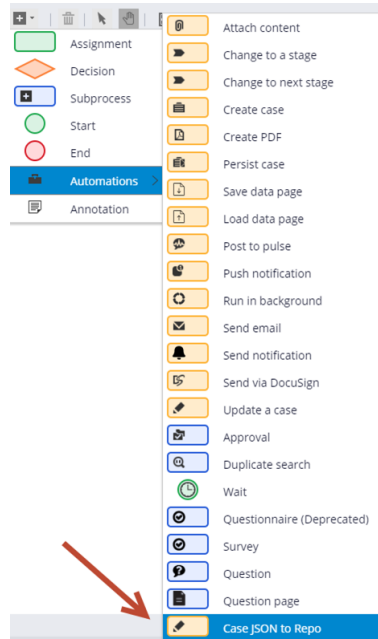 Assignment
Decision
Subprocess
Start
End
Automations
Annotation
Attach content
Change to a stage
Change to next stage
Create case
Create PDF
Persist case
Save data page
Load data page
Post to pulse
Push notification
Run in background
Send email
Send notification
Send via DocuSign
Update a case
Approval
Duplicate search
Wait
Questionnaire (Deprecated)
Survey
Question
Question page
Case JSON to Repo